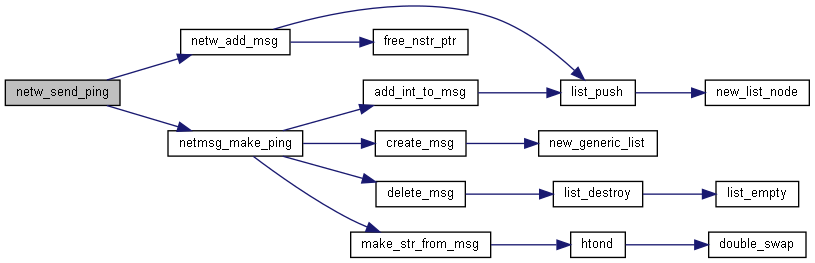 netw_add_msg
free_nstr_ptr
netw_send_ping
add_int_to_msg
list_push
new_list_node
netmsg_make_ping
create_msg
new_generic_list
delete_msg
list_destroy
list_empty
make_str_from_msg
htond
double_swap